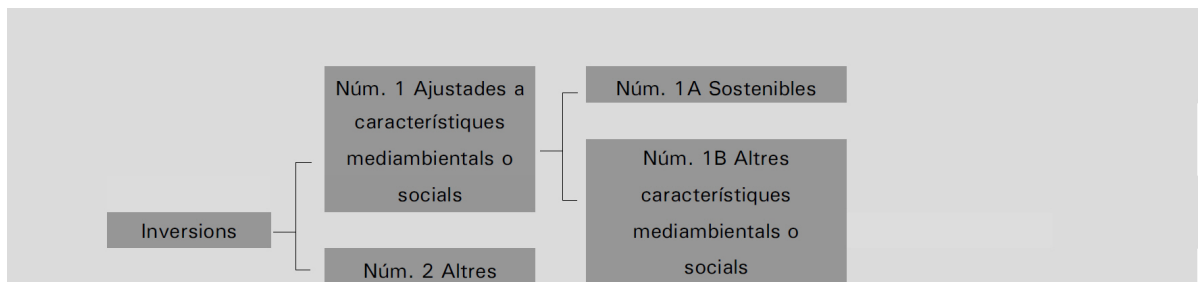 Núm. 1 Ajustades a
característiques
mediambientals o
socials
Núm. 1A Sostenibles
Núm. 1B Altres
característiques
mediambientals o
socials
Inversions
Núm. 2 Altres